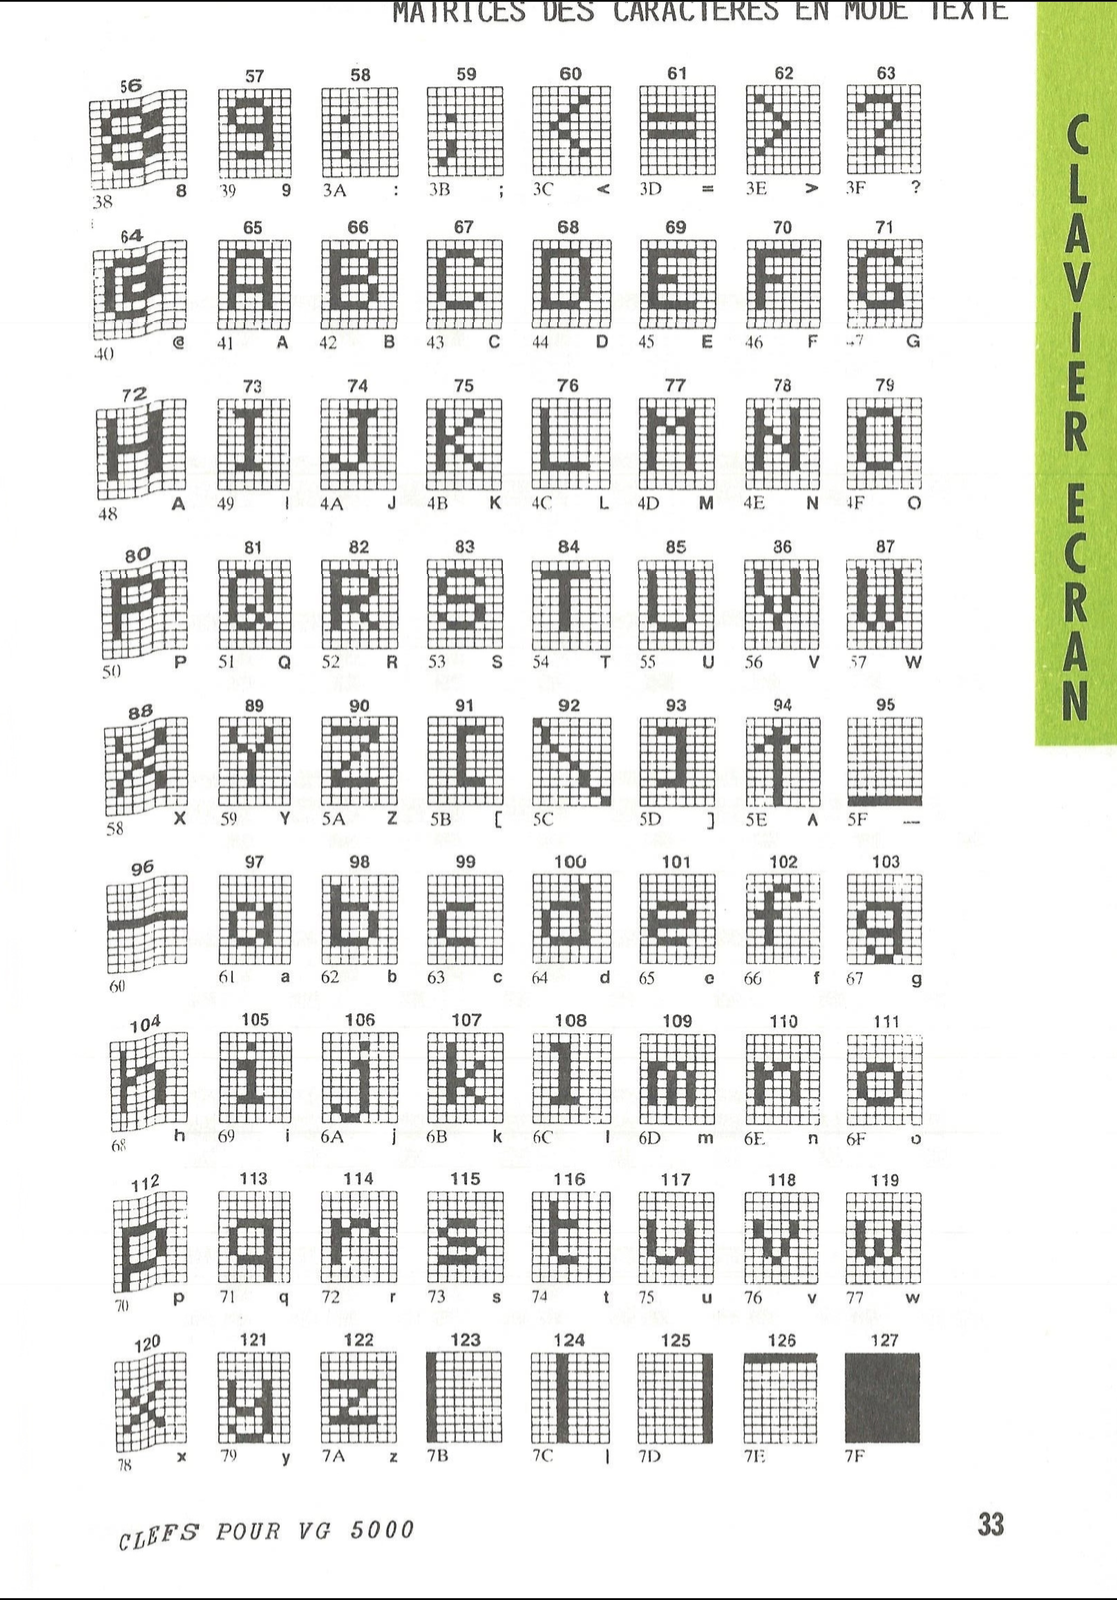 MATRICES DES CARACTERES EN MODE TEXTE
CLAVIER ECRAN
56 57 58 59 60 61 62 63
38 8 39 9 3A : 3B ; 3C < 3D = 3E > 3F ?
64 65 66 67 68 69 70 71
40 @ 41 A 42 B 43 C 44 D 45 E 46 F 47 G
72 73 74 75 76 77 78 79
48 A 49 I 4A J 4B K 4C L 4D M 4E N 4F O
80 81 82 83 84 85 36 87
50 P 51 Q 52 R 53 S 54 T 55 U 56 V 57 W
88 89 90 91 92 93 94 95
58 X 59 Y 5A Z 5B [ 5C 5D ] 5E ∧ 5F —
96 97 98 99 100 101 102 103
60 61 a 62 b 63 c 64 d 65 e 66 f 67 g
104 105 106 107 108 109 110 111
68 h 69 i 6A j 6B k 6C l 6D m 6E n 6F o
112 113 114 115 116 117 118 119
70 p 71 q 72 r 73 s 74 t 75 u 76 v 77 w
120 121 122 123 124 125 126 127
78 x 79 y 7A z 7B 7C | 7D 7E 7F
CLEFS POUR VG 5000
33